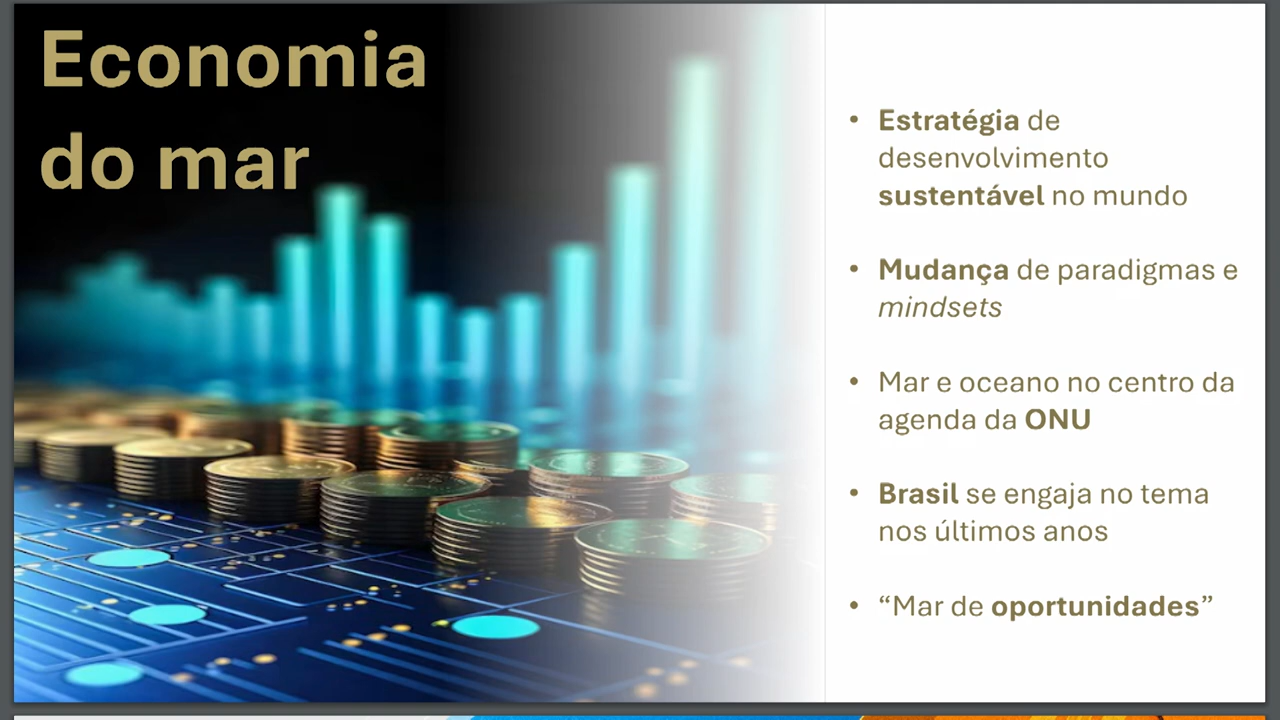 Economia
do mar
• Estratégia de
desenvolvimento
sustentável no mundo
• Mudança de paradigmas e
mindsets
• Mar e oceano no centro da
agenda da ONU
• Brasil se engaja no tema
nos últimos anos
• “Mar de oportunidades”